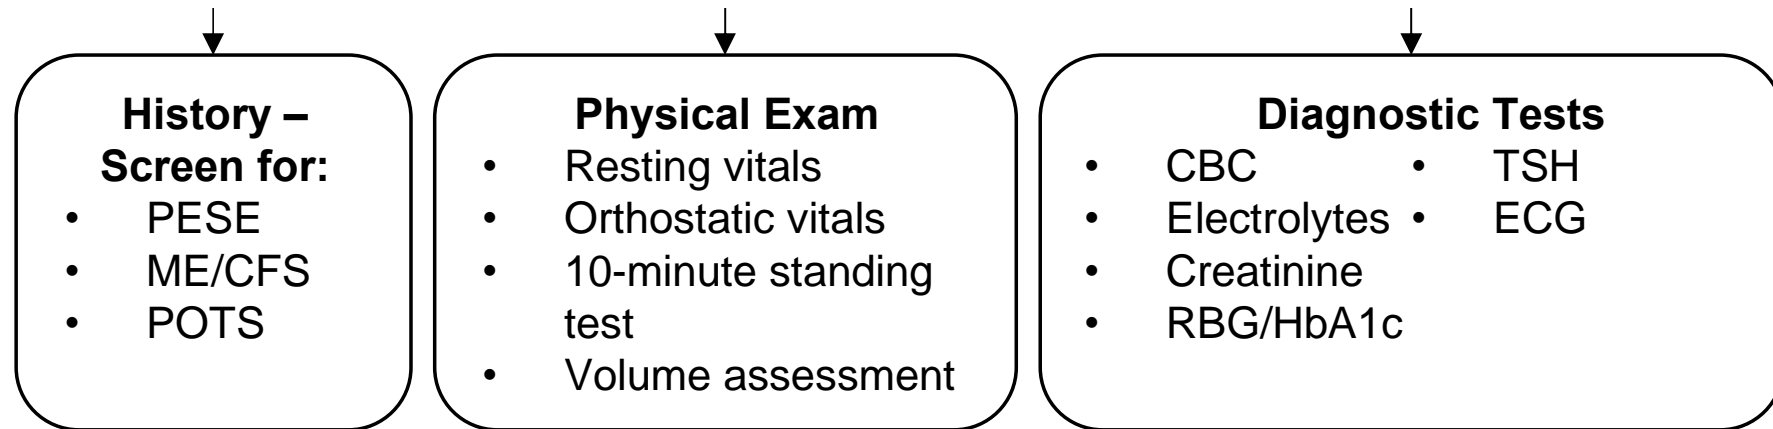 History –
Screen for:
• PESE
• ME/CFS
• POTS
Physical Exam
• Resting vitals
• Orthostatic vitals
• 10-minute standing
test
• Volume assessment
Diagnostic Tests
• CBC
• Electrolytes
• Creatinine
• RBG/HbA1c
• TSH
• ECG